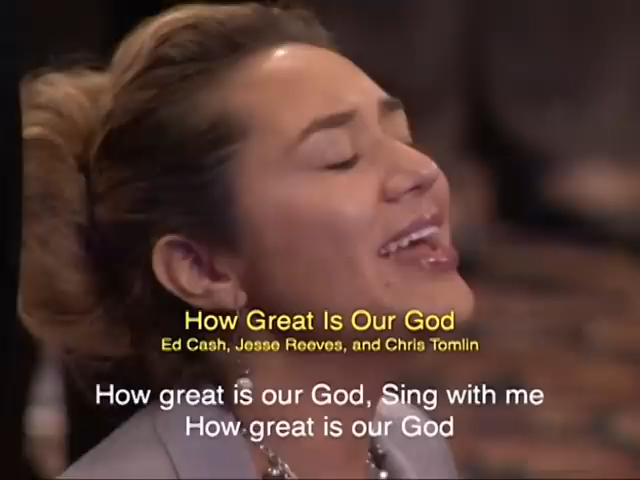 How Great Is Our God
Ed Cash, Jesse Reeves, and Chris Tomlin
How great is our God, Sing with me
How great is our God